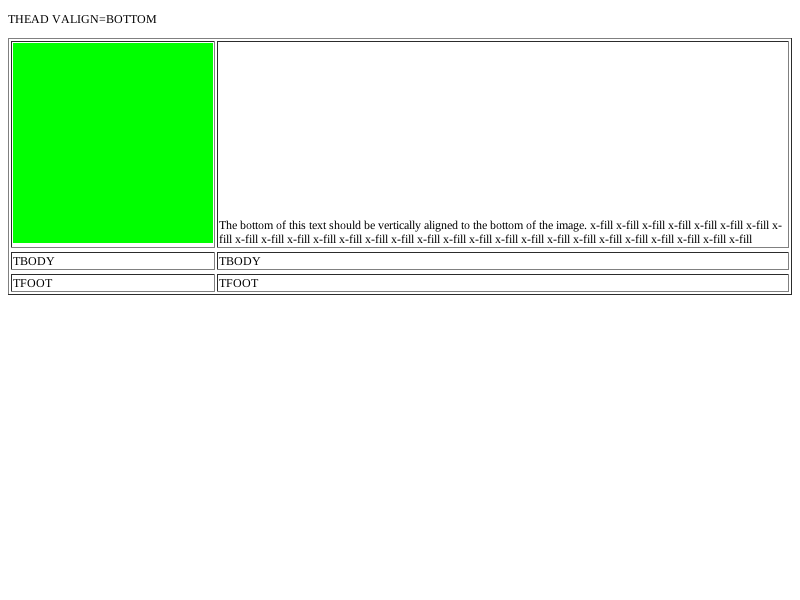 THEAD VALIGN=BOTTOM
The bottom of this text should be vertically aligned to the bottom of the image. x-fill x-fill x-fill x-fill x-fill x-fill x-fill x-
fill x-fill x-fill x-fill x-fill x-fill x-fill x-fill x-fill x-fill x-fill x-fill x-fill x-fill x-fill x-fill x-fill x-fill x-fill x-fill x-fill
TBODY TBODY
TFOOT TFOOT